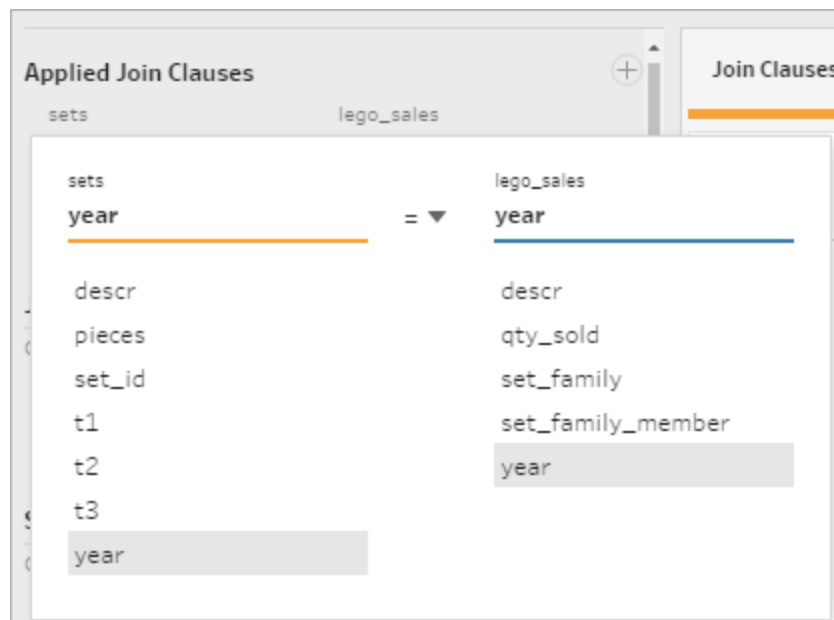 Applied Join Clauses
Join Clauses
sets lego_sales
sets lego_sales
year = year
descr descr
pieces qty_sold
set_id set_family
t1 set_family_member
t2 year
t3
year